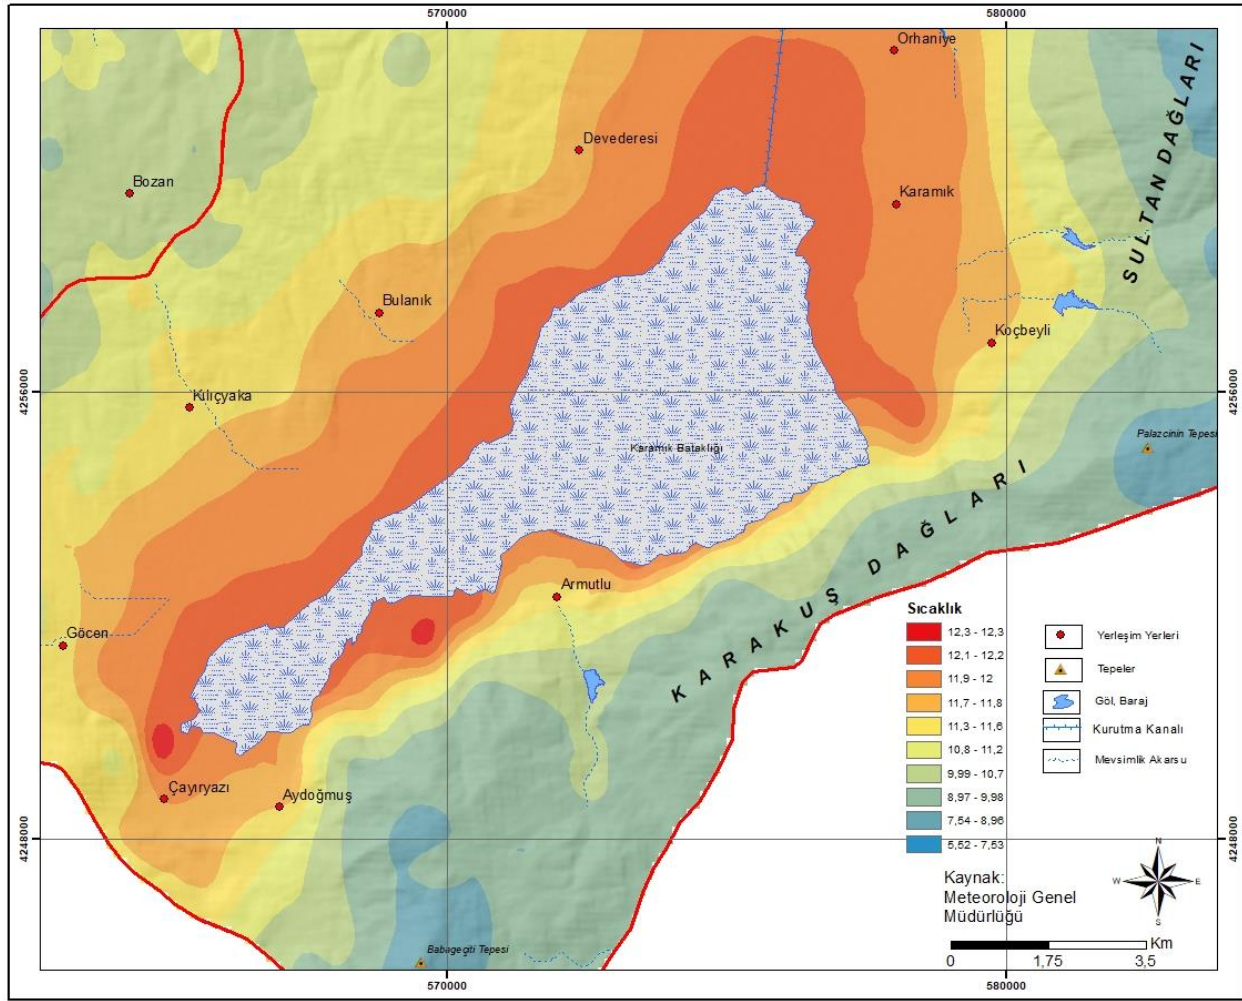 570000
580000
Orhaniye
Devederesi
Bozan
Karamık
SULTANDAĞLARI
Bulanık
Koçbeyli
4256000
4256000
Kılıçyaka
Palazcinin Tepesi
Karamık Bataklığı
KARAKUŞ DAĞLARI
Armutlu
Göcen
Çayıryazı
Aydoğmuş
Babageçiti Tepesi
Sıcaklık
12,3 - 12,3
12,1 - 12,2
11,9 - 12
11,7 - 11,8
11,3 - 11,6
10,8 - 11,2
9,99 - 10,7
8,97 - 9,98
7,54 - 8,96
5,52 - 7,53
Yerleşim Yerleri
Tepeler
Göl, Baraj
Kurutma Kanalı
Mevsimlik Akarsu
4248000
4248000
N
W
E
S
Kaynak:
Meteoroloji Genel
Müdürlüğü
Km
0
1,75
3,5
570000
580000